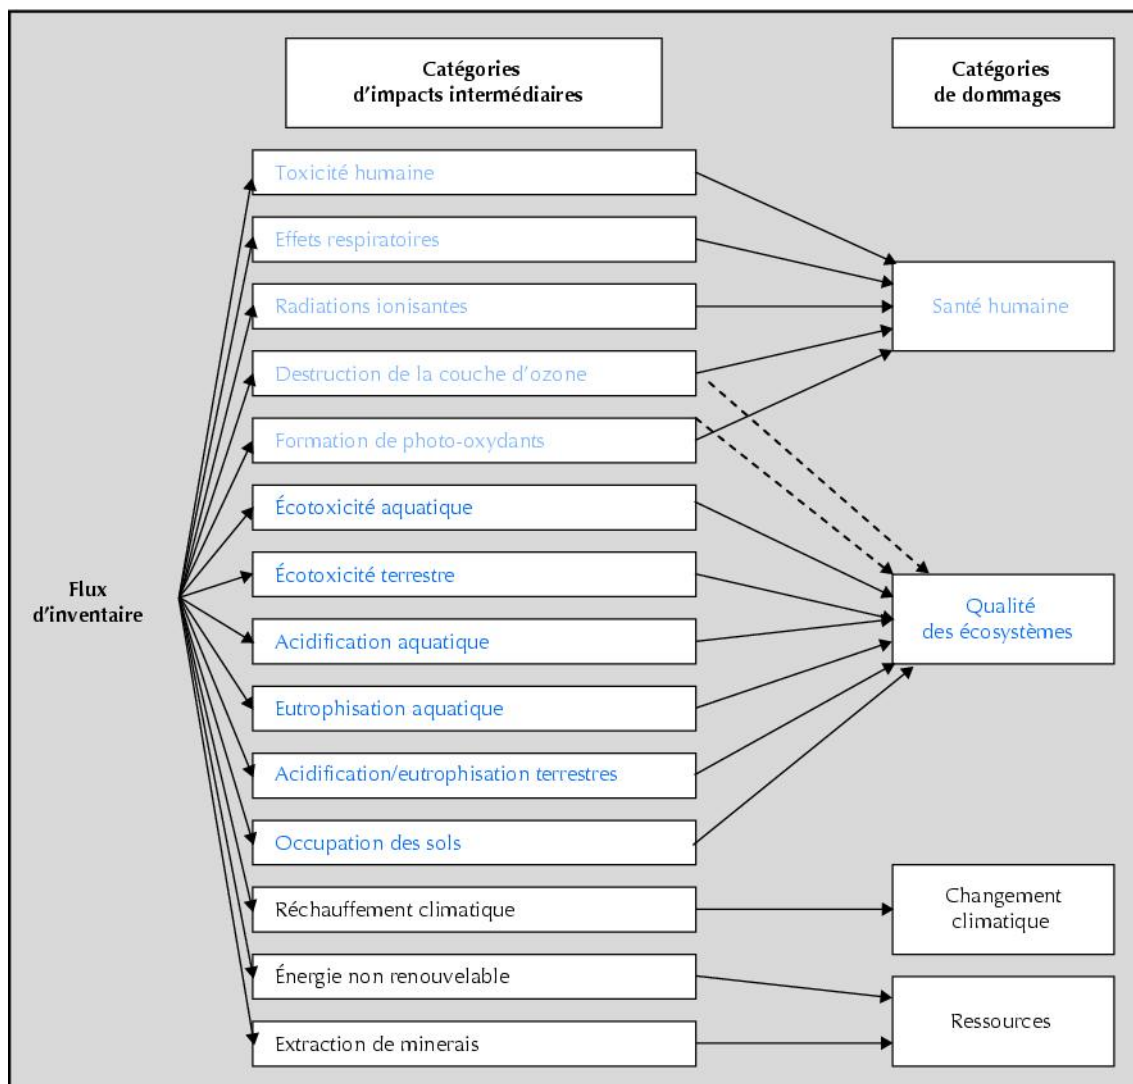 Catégories
d'impacts intermédiaires
Catégories
de dommages
Toxicité humaine
Effets respiratoires
Radiations ionisantes
Destruction de la couche d'ozone
Formation de photo-oxydants
Écotoxicité aquatique
Écotoxicité terrestre
Acidification aquatique
Eutrophisation aquatique
Acidification/eutrophisation terrestres
Occupation des sols
Réchauffement climatique
Énergie non renouvelable
Extraction de minerais
Flux
d'inventaire
Santé humaine
Qualité
des écosystèmes
Changement
climatique
Ressources